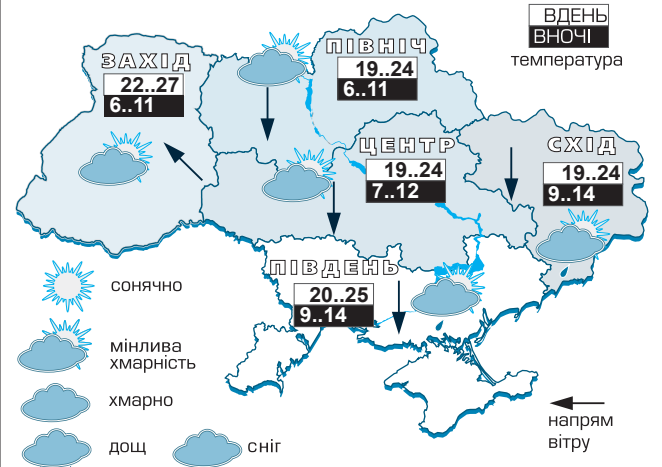 ВДЕНЬ
ВНОЧІ
температура
ЗАХІД
22..27
6..11
ПІВНІЧ
19..24
6..11
ЦЕНТР
19..24
7..12
СХІД
19..24
9..14
ПІВДЕНЬ
20..25
9..14
сонячно
мінлива
хмарність
хмарно
дощ
сніг
напрям
вітру